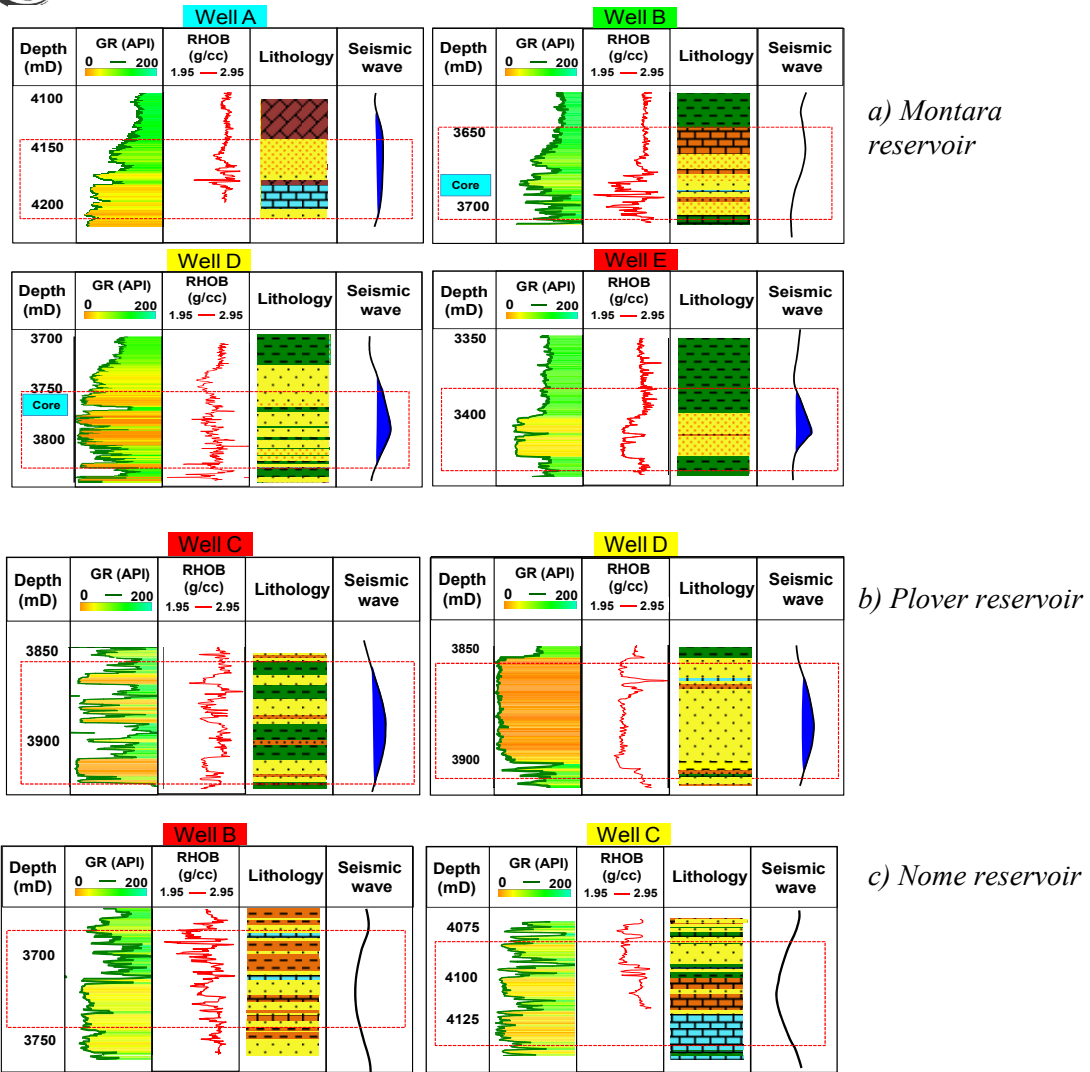 Well A
Depth (mD) GR (API) 0 — 200 RHOB (g/cc) 1.95 — 2.95 Lithology Seismic wave
4100
4150
4200
Well B
Depth (mD) GR (API) 0 — 200 RHOB (g/cc) 1.95 — 2.95 Lithology Seismic wave
3650
Core
3700
a) Montara
reservoir
Well D
Depth (mD) GR (API) 0 200 RHOB (g/cc) 1.95 — 2.95 Lithology Seismic wave
3700
3750
Core
3800
Well E
Depth (mD) GR (API) 0 — 200 RHOB (g/cc) 1.95 — 2.95 Lithology Seismic wave
3350
3400
Well C
Depth (mD) GR (API) 0 — 200 RHOB (g/cc) 1.95 — 2.95 Lithology Seismic wave
3850
3900
Well D
Depth (mD) GR (API) 0 — 200 RHOB (g/cc) 1.95 — 2.95 Lithology Seismic wave
3850
3900
b) Plover reservoir
Well B
Depth (mD) GR (API) 0 — 200 RHOB (g/cc) 1.95 — 2.95 Lithology Seismic wave
3700
3750
Well C
Depth (mD) GR (API) 0 — 200 RHOB (g/cc) 1.95 — 2.95 Lithology Seismic wave
4075
4100
4125
c) Nome reservoir